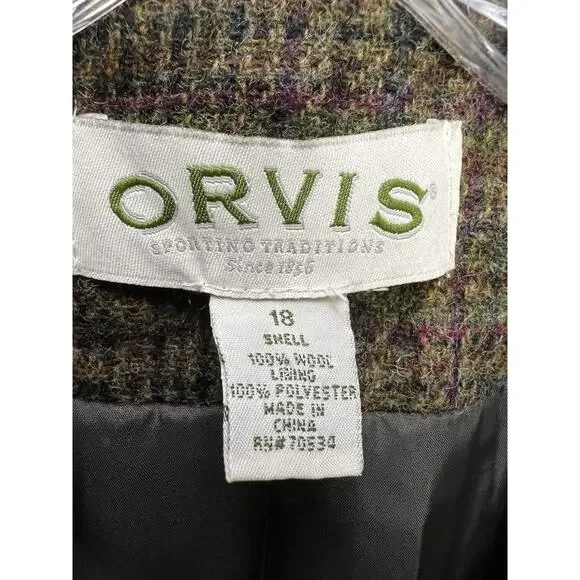 ORVIS®
SPORTING TRADITIONS
Since 1856
18
SHELL
100% WOOL
LINING
100% POLYESTER
MADE IN
CHINA
RN# 70534